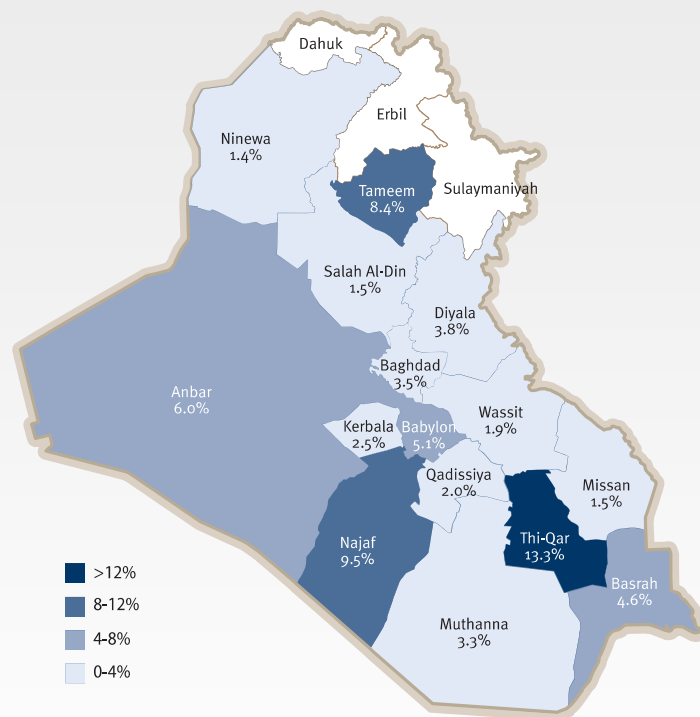 Dahuk
Erbil
Ninewa
1.4%
Tameem
8.4%
Sulaymaniyah
Salah Al-Din
1.5%
Diyala
3.8%
Baghdad
3.5%
Anbar
6.0%
Wassit
1.9%
Kerbala
2.5%
Babylon
5.1%
Qadissiya
2.0%
Missan
1.5%
Najaf
9.5%
Thi-Qar
13.3%
Basrah
4.6%
Muthanna
3.3%
>12%
8-12%
4-8%
0-4%